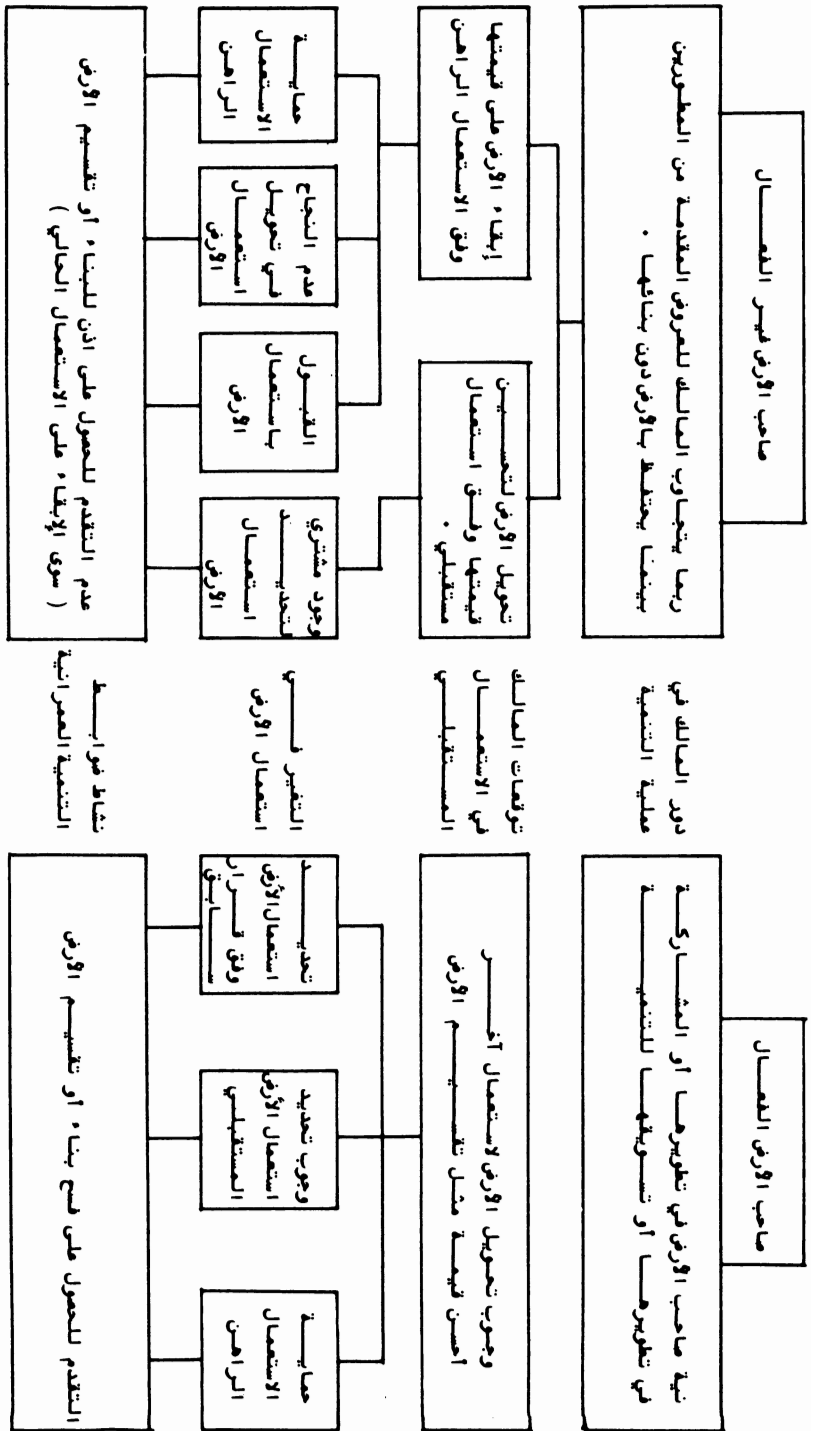 صاحب الأرض الفعال
صاحب الأرض غير الفعال
نية صاحب الأرض في تطويرها أو المشاركة
في تطويرها أو تسويقها للتنمية
دور المالك في
عملية التنمية
ربما يتجاوب المالك للعروض المقدمة من المطورين
بينما يحتفظ بالأرض دون بنائها .
وجوب تحويل الأرض لاستعمال آخر
أحسن قيمة مثل تقسيم الأرض
توقعات المالك
في الاستعمال
المستقبلي
تحويل الأرض لتحسين
قيمتها وفق استعمال
مستقبلي .
إبقاء الأرض على قيمتها
وفق الاستعمال الراهن
حماية
الاستعمال
الراهن
وجوب تحديد
استعمال الأرض
المستقبلي
تحديد
استعمال الأرض
وفق قرار
سابق
التغير في
استعمال الأرض
وجود مشتري
لتحديد
استعمال
الأرض
القبول
باستعمال
الأرض
عدم النجاح
في تحويل
استعمال
الأرض
حماية
الاستعمال
الراهن
التقدم للحصول على فسح بناء أو تقسيم الأرض
نشاط ضوابط
التنمية العمرانية
عدم التقدم للحصول على اذن للبناء أو تقسيم الأرض
( سوى الإبقاء على الاستعمال الحالي )